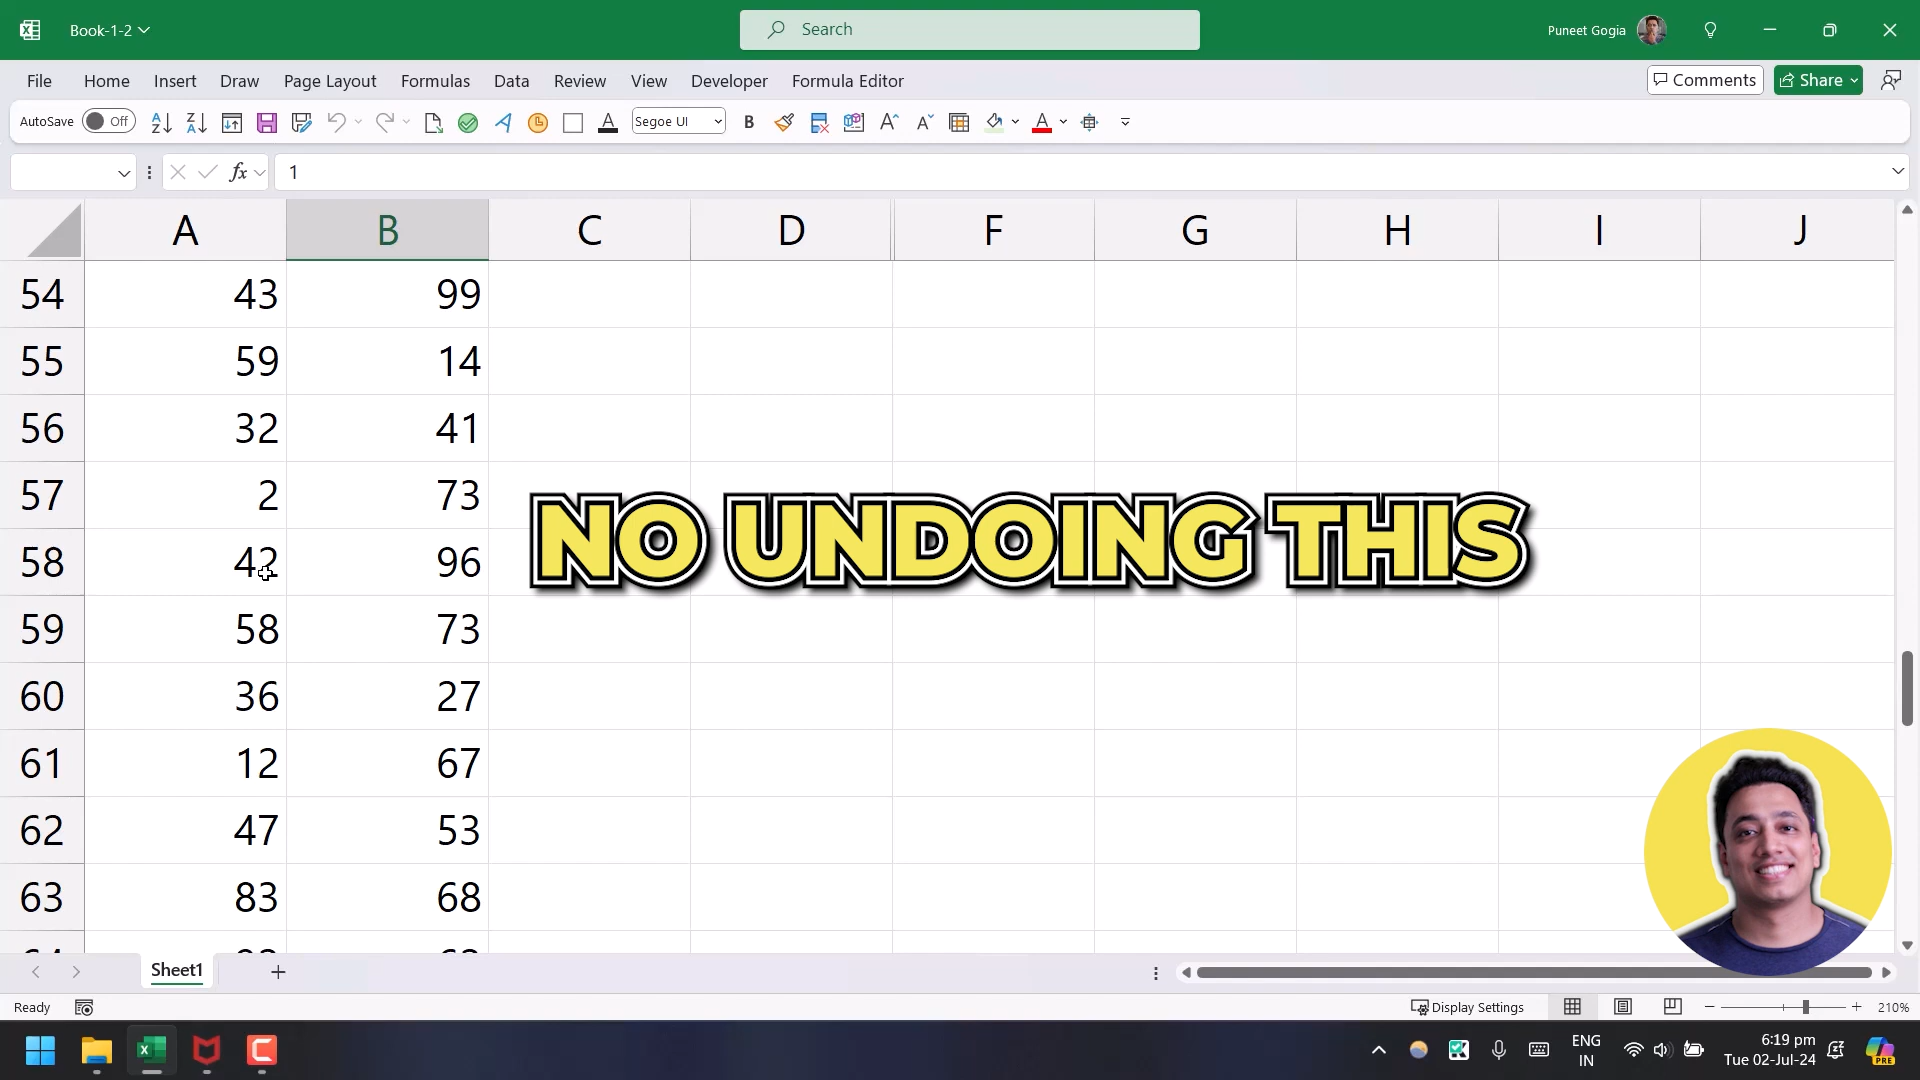 Book-1-2
Search
Puneet Gogia
File Home Insert Draw Page Layout Formulas Data Review View Developer Formula Editor
Comments Share
AutoSave Off Segoe UI B
fx 1
A B C D F G H I J
54 43 99
55 59 14
56 32 41
57 2 73
58 42 96
59 58 73
60 36 27
61 12 67
62 47 53
63 83 68
NO UNDOING THIS
Sheet1
Ready Display Settings 210%
ENG 6:19 pm
IN Tue 02-Jul-24
PRE